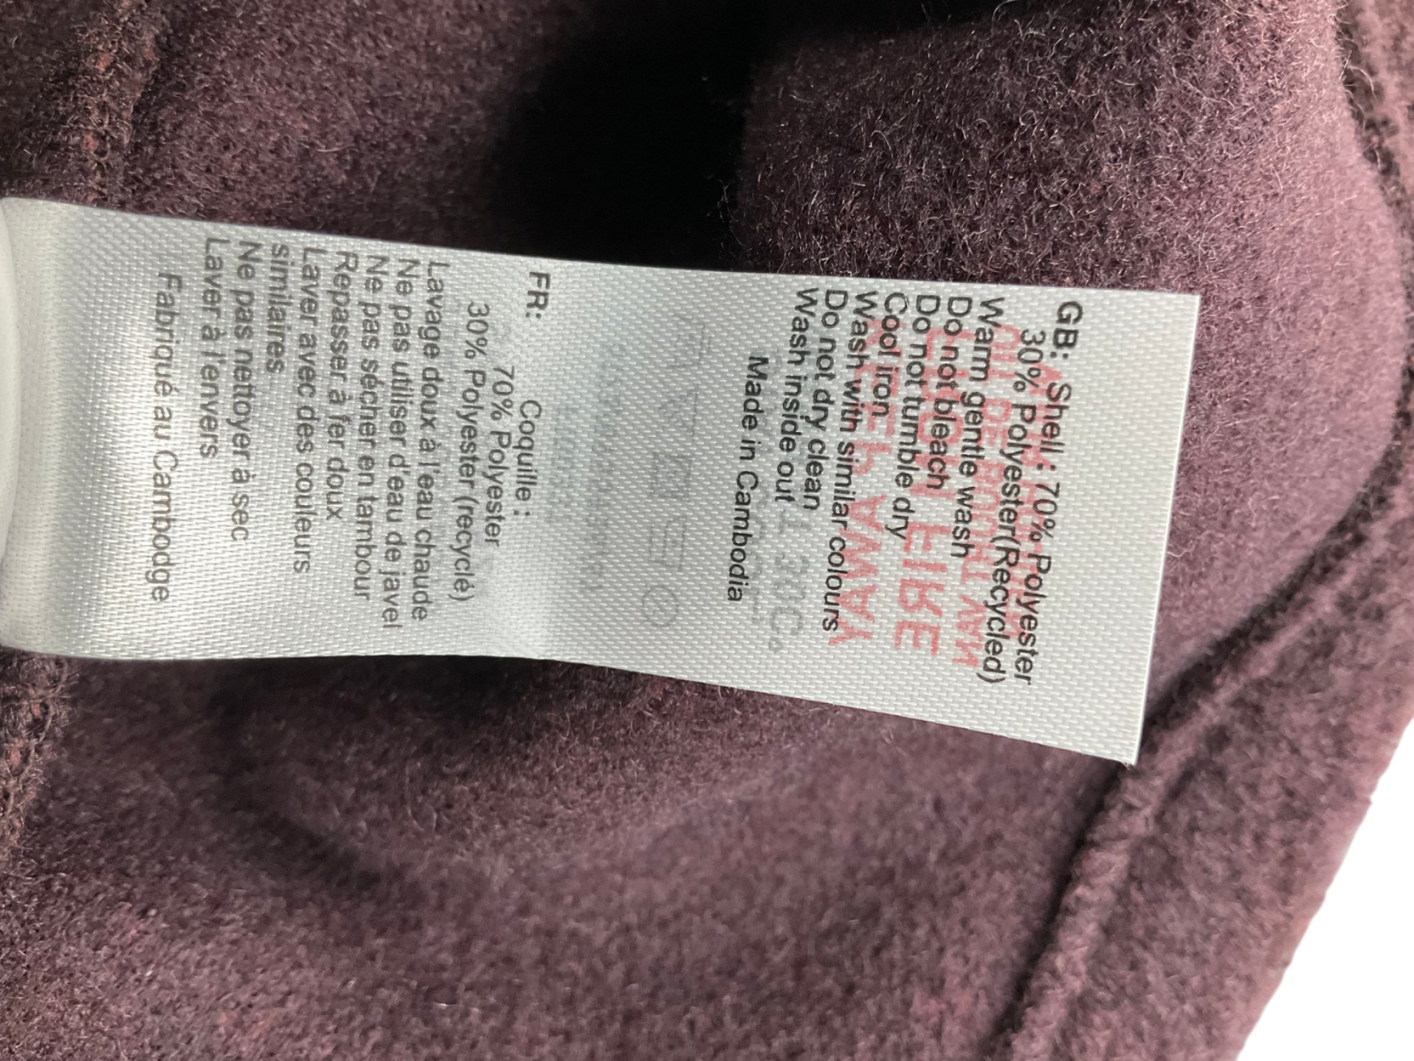 GB: Shell: 70% Polyester
30% Polyester(Recycled)
Warm gentle wash
Do not bleach
Do not tumble dry
Cool iron
Wash with similar colours
Do not dry clean
Wash inside out
Made in Cambodia
FR: Coquille :
70% Polyester
30% Polyester (recyclé)
Lavage doux à l'eau chaude
Ne pas utiliser d'eau de javel
Ne pas sécher en tambour
Repasser à fer doux
Laver avec des couleurs
similaires
Ne pas nettoyer à sec
Laver à l'envers
Fabriqué au Cambodge